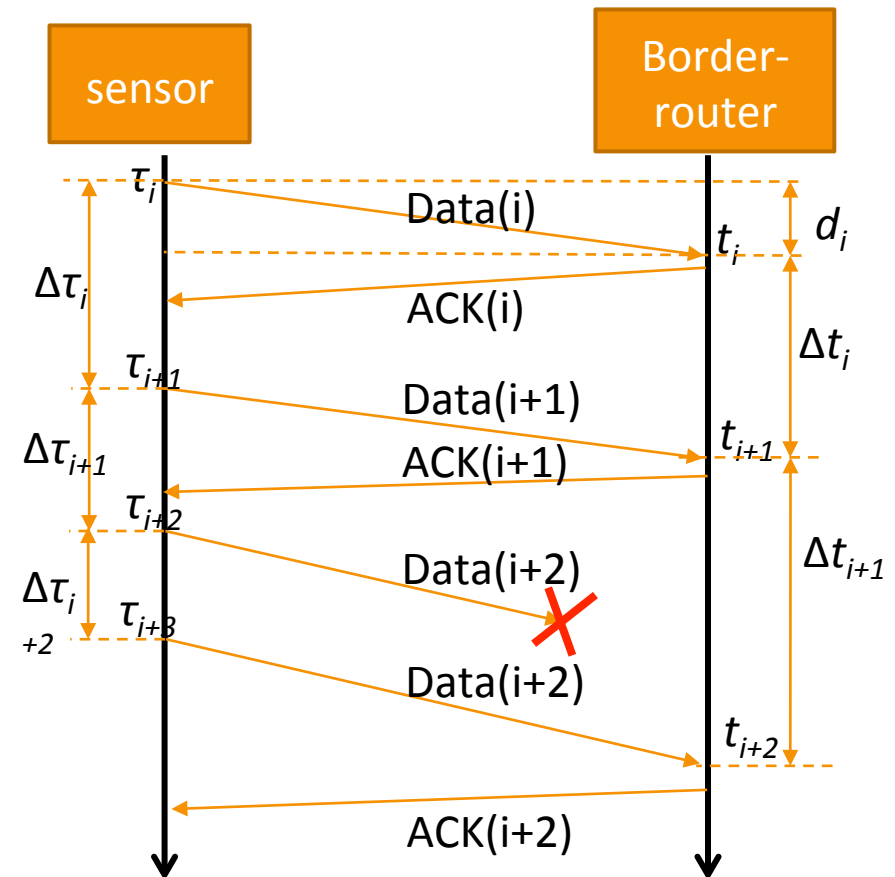 sensor
Border-
router
τi
Data(i)
di
ti
Δτi
ACK(i)
Δti
τi+1
Data(i+1)
ti+1
Δτi+1
ACK(i+1)
τi+2
Data(i+2)
Δti+1
Δτi
+2
τi+3
Data(i+2)
ti+2
ACK(i+2)